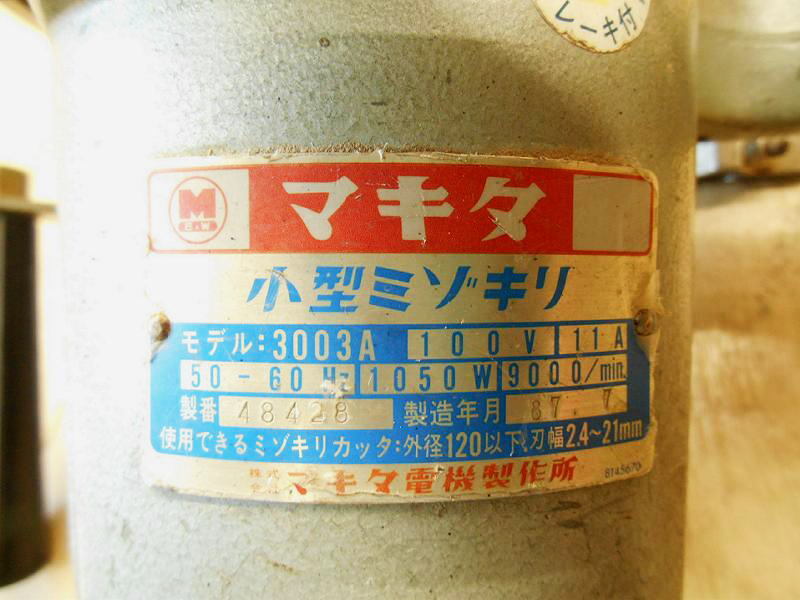 レーキ付
M
B&W
マキタ
小型ミゾキリ
モデル:3003A 100V 11A
50-60Hz 1050W 9000/min.
製番 48428 製造年月 87.7
使用できるミゾキリカッタ:外径120以下、刃幅2.4~21mm
株式会社 マキタ電機製作所 814567